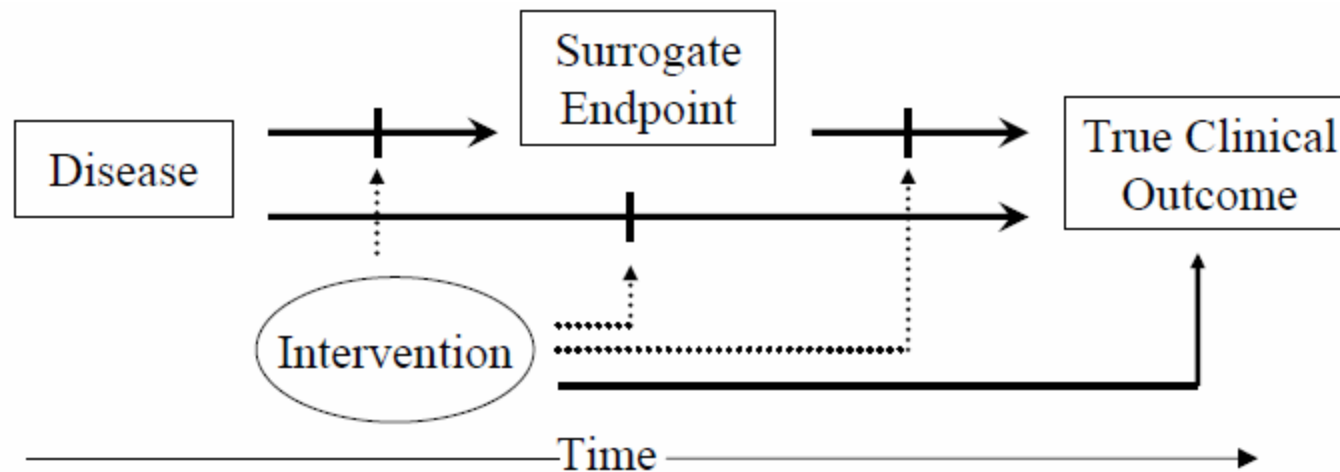 Surrogate
Endpoint
Disease
True Clinical
Outcome
Intervention
Time